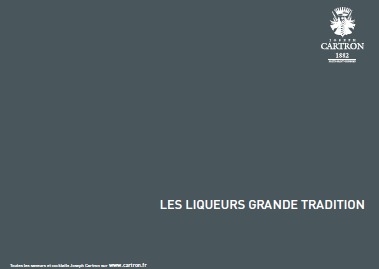 JOSEPH
CARTRON
1882
LES LIQUEURS GRANDE TRADITION
Toutes les saveurs et cocktails Joseph Cartron sur www.cartron.fr